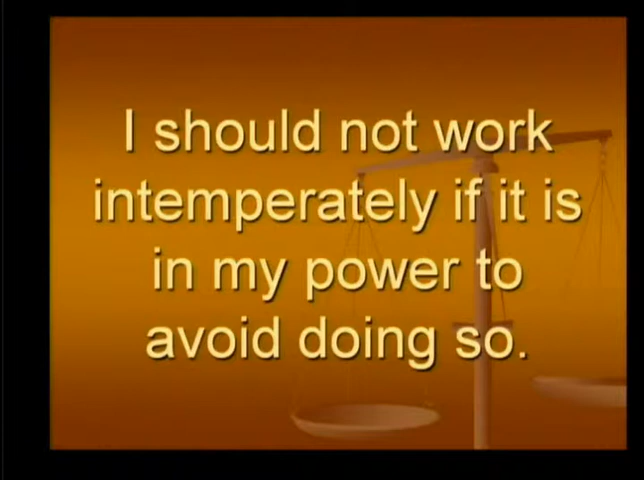 I should not work
intemperately if it is
in my power to
avoid doing so.